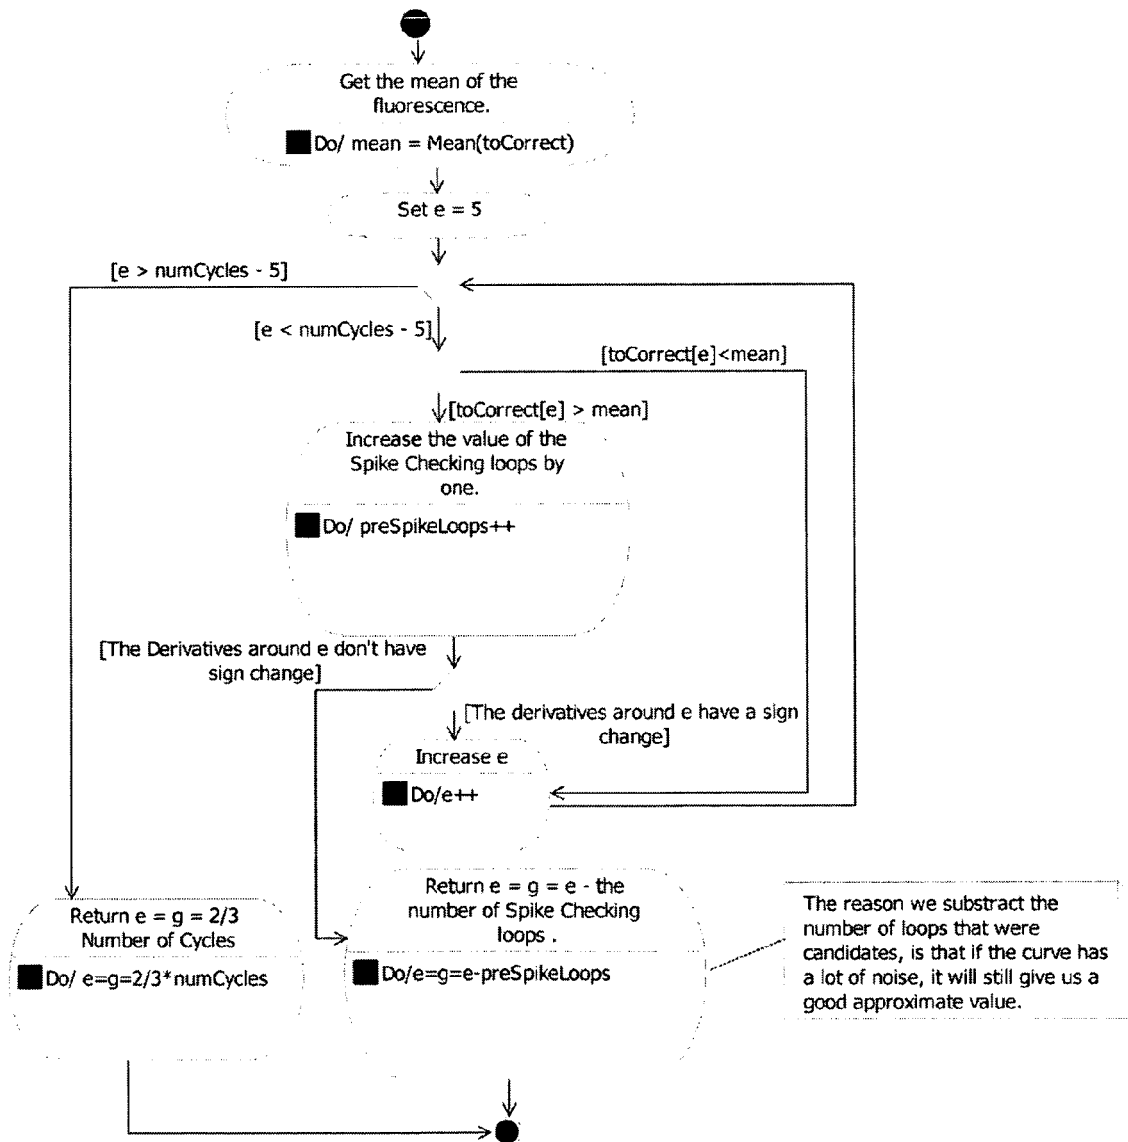 Get the mean of the
fluorescence.
Do/ mean = Mean(toCorrect)
Set e = 5
[e > numCycles - 5]
[e < numCycles - 5]
[toCorrect[e]<mean]
[toCorrect[e] > mean]
Increase the value of the
Spike Checking loops by
one.
Do/ preSpikeLoops++
[The Derivatives around e don't have
sign change]
[The derivatives around e have a sign
change]
Increase e
Do/e++
Return e = g = 2/3
Number of Cycles
Do/ e=g=2/3*numCycles
Return e = g = e - the
number of Spike Checking
loops .
Do/e=g=e-preSpikeLoops
The reason we substract the
number of loops that were
candidates, is that if the curve has
a lot of noise, it will still give us a
good approximate value.